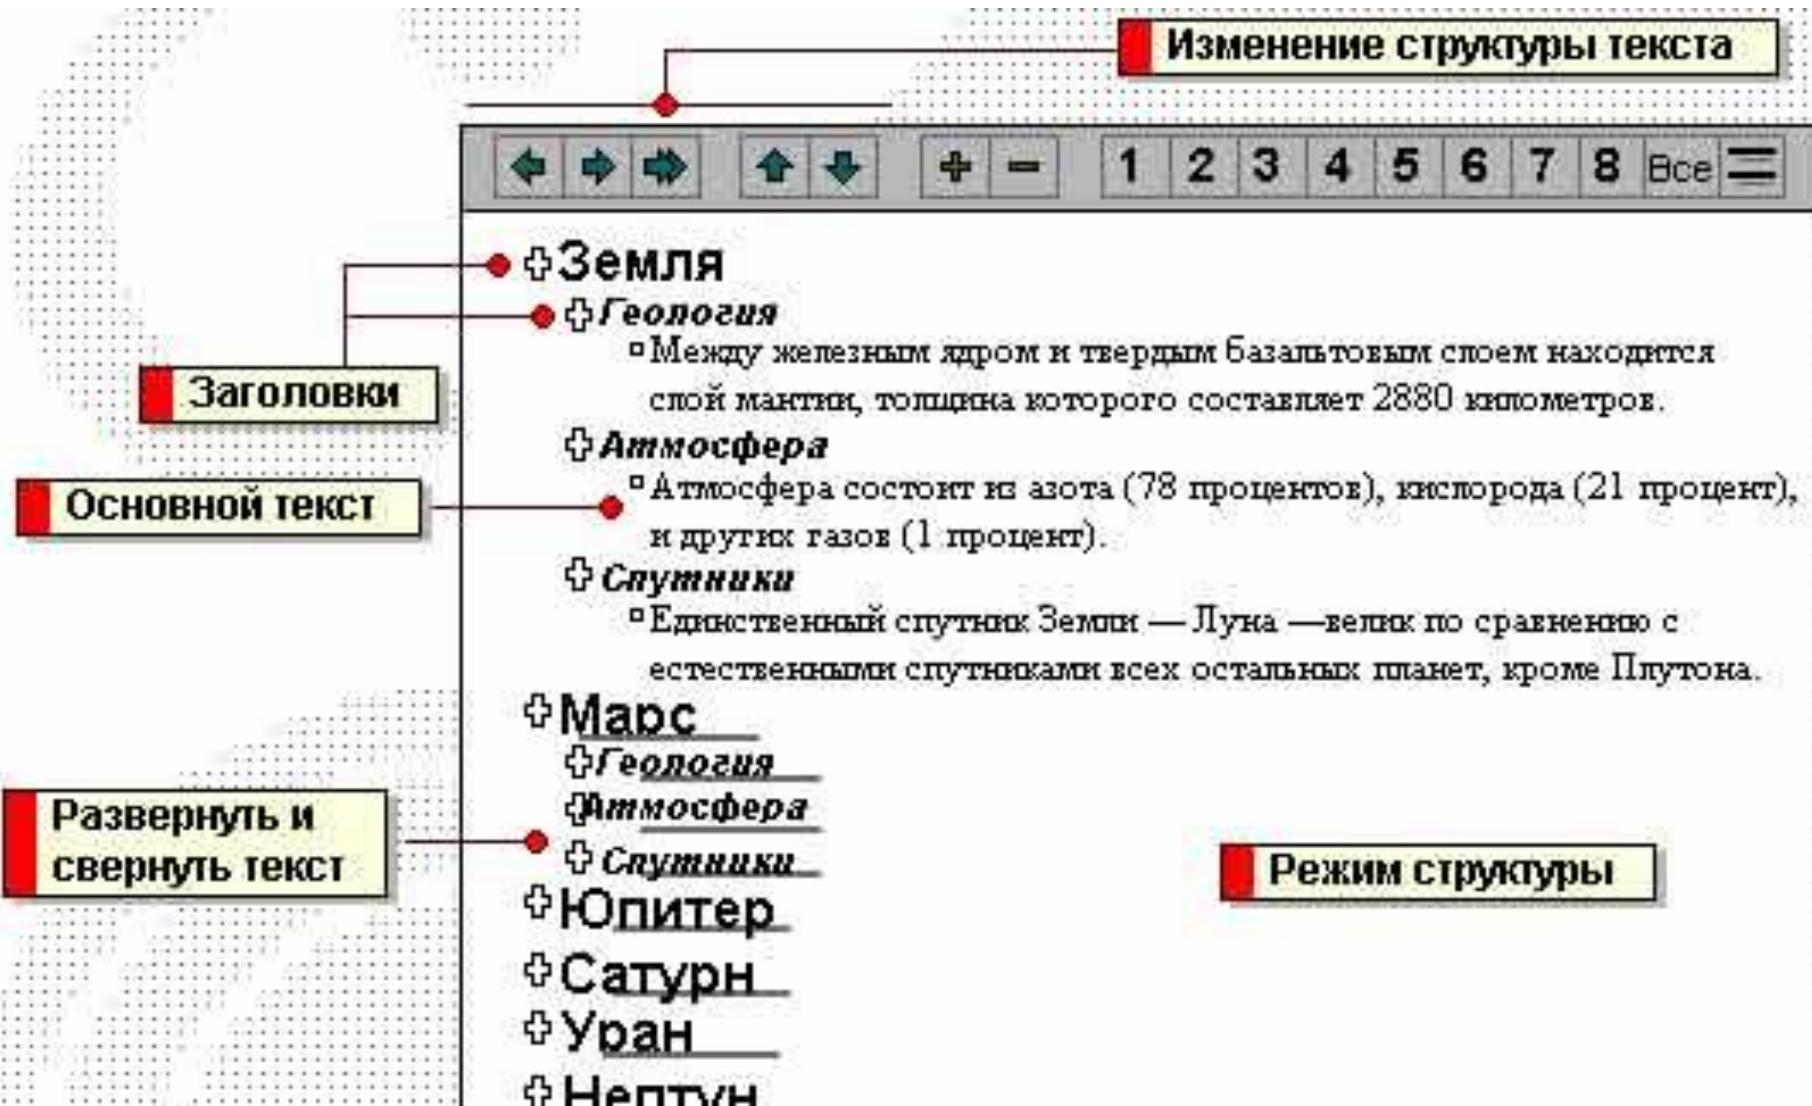 Изменение структуры текста
1 2 3 4 5 6 7 8 Все
Земля
Геология
Между железным ядром и твердым базальтовым слоем находится
слой мантии, толщина которого составляет 2880 километров.
Заголовки
Атмосфера
Атмосфера состоит из азота (78 процентов), кислорода (21 процент),
и других газов (1 процент).
Основной текст
Спутники
Единственный спутник Земли — Луна —велик по сравнению с
естественными спутниками всех остальных планет, кроме Плутона.
Марс
Геология
Атмосфера
Спутники
Развернуть и
свернуть текст
Режим структуры
Юпитер
Сатурн
Уран
Нептун